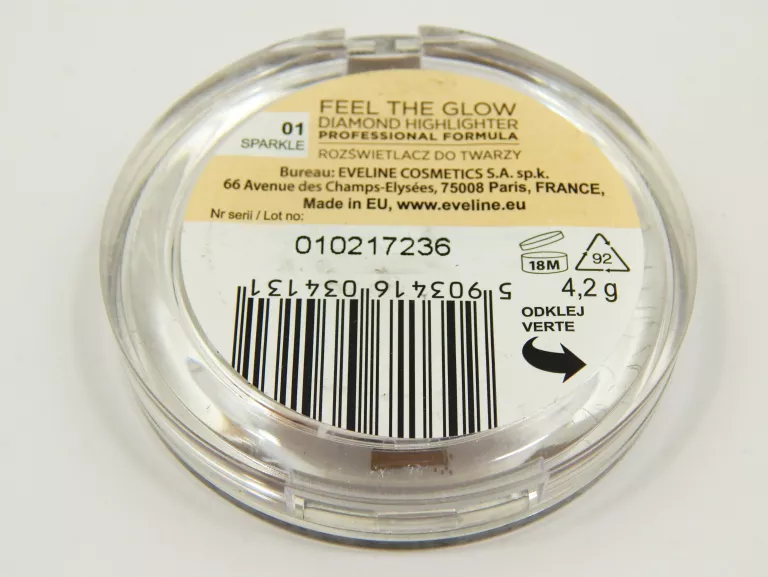 01
SPARKLE
FEEL THE GLOW
DIAMOND HIGHLIGHTER
PROFESSIONAL FORMULA
ROZŚWIETLACZ DO TWARZY
Bureau: EVELINE COSMETICS S.A. sp.k.
66 Avenue des Champs-Elysées, 75008 Paris, FRANCE,
Made in EU, www.eveline.eu
Nr serii / Lot no:
010217236
18M
92
4,2 g
5 903416 034131
ODKLEJ
VERTE